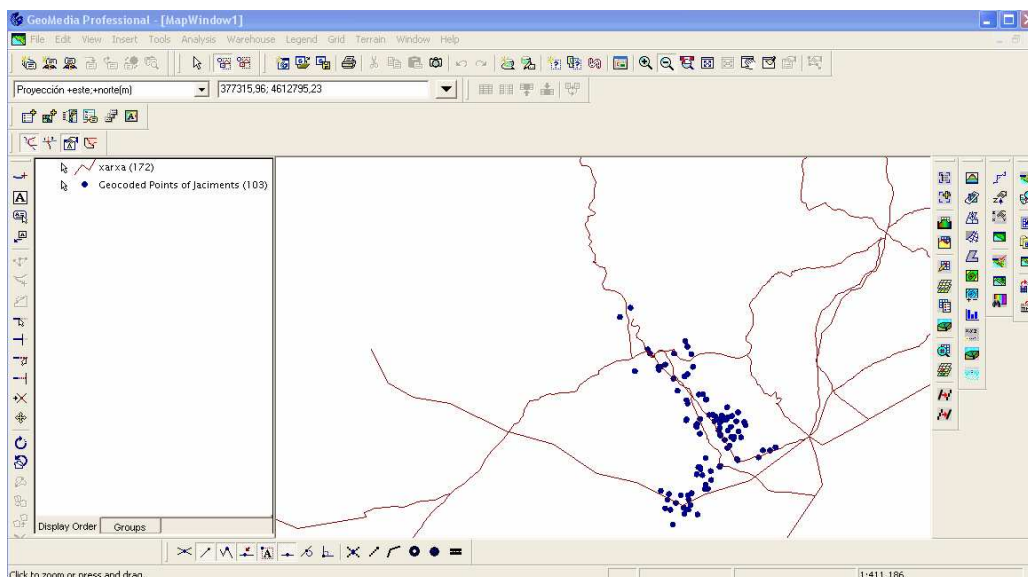 GeoMedia Professional - [MapWindow1]
File Edit View Insert Tools Analysis Warehouse Legend Grid Terrain Window Help
Proyección +este;+norte(m) 377315,96; 4612795,23
xarxa (172)
Geocoded Points of Jaciments (103)
Display Order Groups
Click to zoom or press and drag. 1:411.186